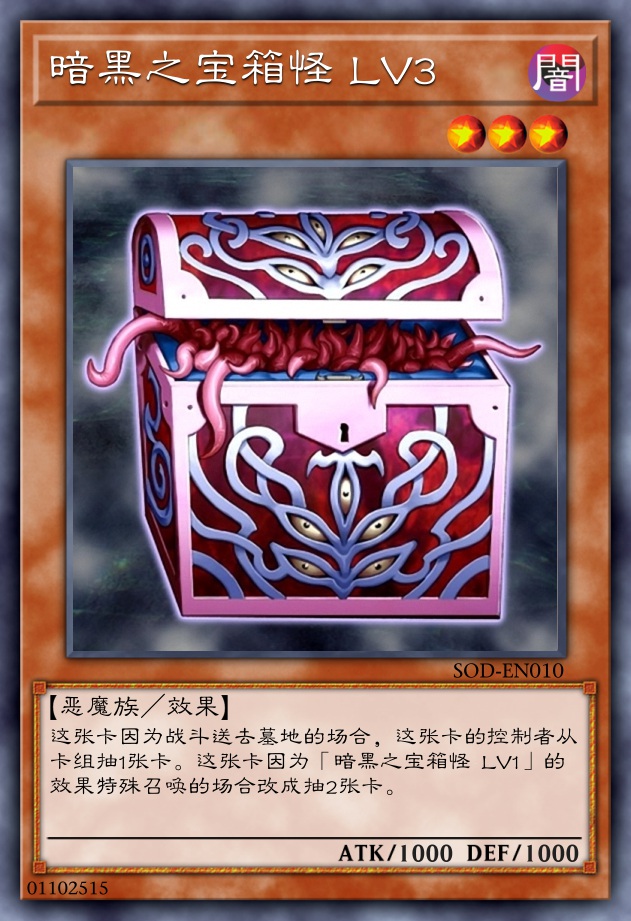 暗黑之宝箱怪 LV3
闇
SOD-EN010
【恶魔族／效果】
这张卡因为战斗送去墓地的场合，这张卡的控制者从
卡组抽1张卡。这张卡因为「暗黑之宝箱怪 LV1」的
效果特殊召唤的场合改成抽2张卡。
ATK/1000 DEF/1000
01102515